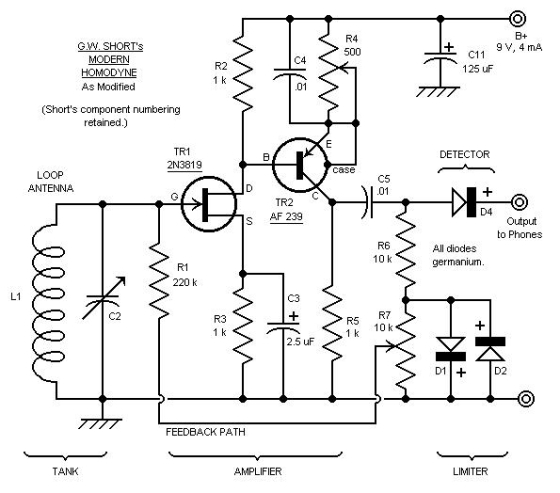 G.W. SHORT's
MODERN
HOMODYNE
As Modified
(Short's component numbering
retained.)
R2
1 k
C4
.01
R4
500
B+
9 V, 4 mA
C11
125 uF
+
TR1
2N3819
B
E
case
C
TR2
AF 239
C5
.01
DETECTOR
+
D4
Output
to Phones
LOOP
ANTENNA
G
D
S
L1
C2
R1
220 k
R3
1 k
C3
+
2.5 uF
R5
1 k
R6
10 k
All diodes
germanium.
R7
10 k
+
D1
+
D2
FEEDBACK PATH
TANK
AMPLIFIER
LIMITER